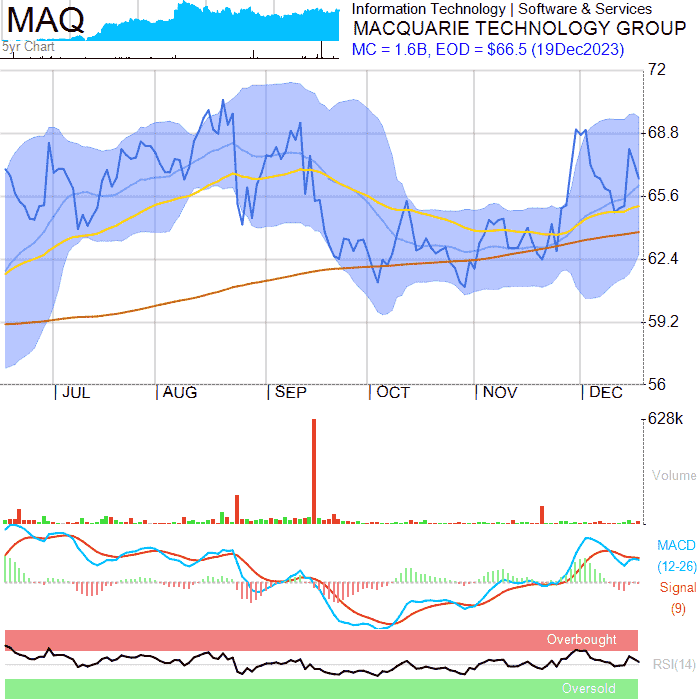 MAQ
5yr Chart
Information Technology | Software & Services
MACQUARIE TECHNOLOGY GROUP
MC = 1.6B, EOD = $66.5 (19Dec2023)
72
68.8
65.6
62.4
59.2
56
JUL
AUG
SEP
OCT
NOV
DEC
628k
Volume
MACD
(12-26)
Signal
(9)
Overbought
RSI(14)
Oversold